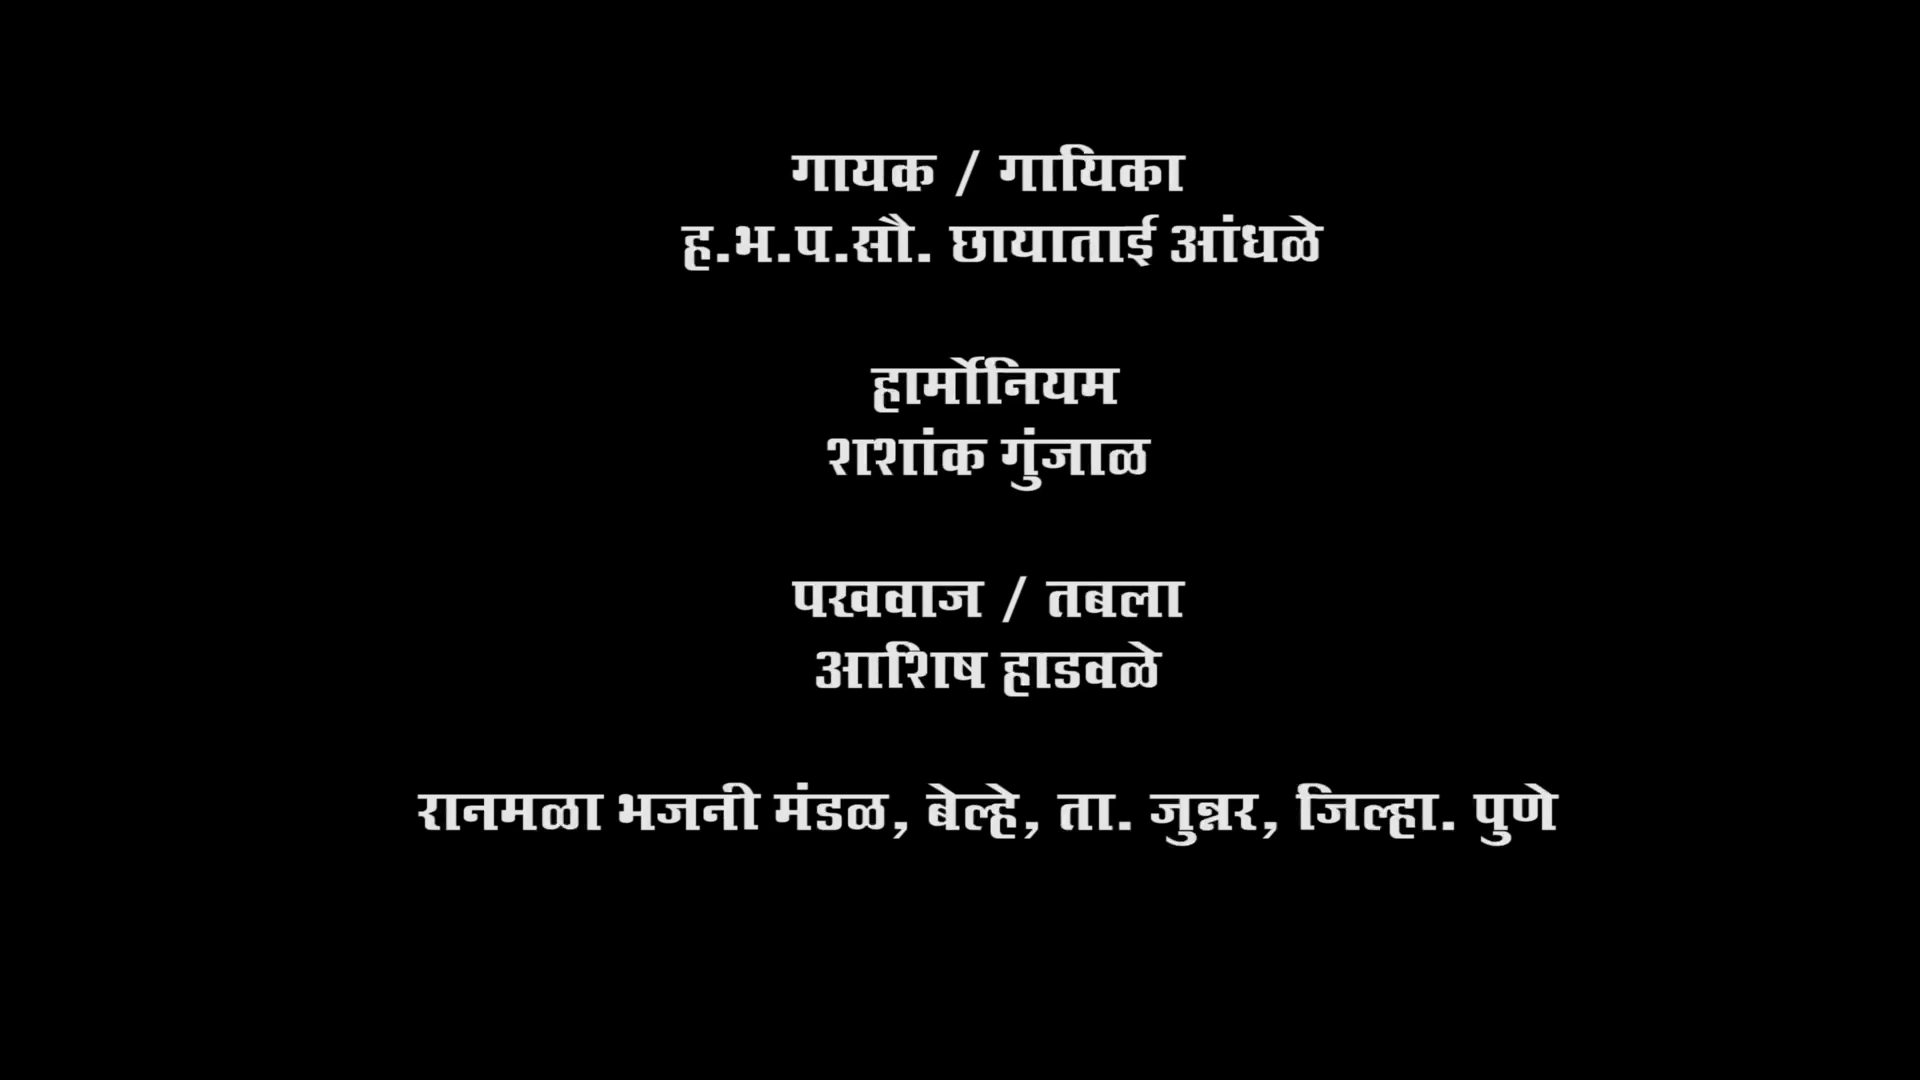 गायक / गायिका
ह.भ.प.सौ. छायाताई आंधळे
हार्मोनियम
शशांक गुंजाळ
पखवाज / तबला
आशिष हाडवळे
रानमळा भजनी मंडळ, बेल्हे, ता. जुन्नर, जिल्हा. पुणे